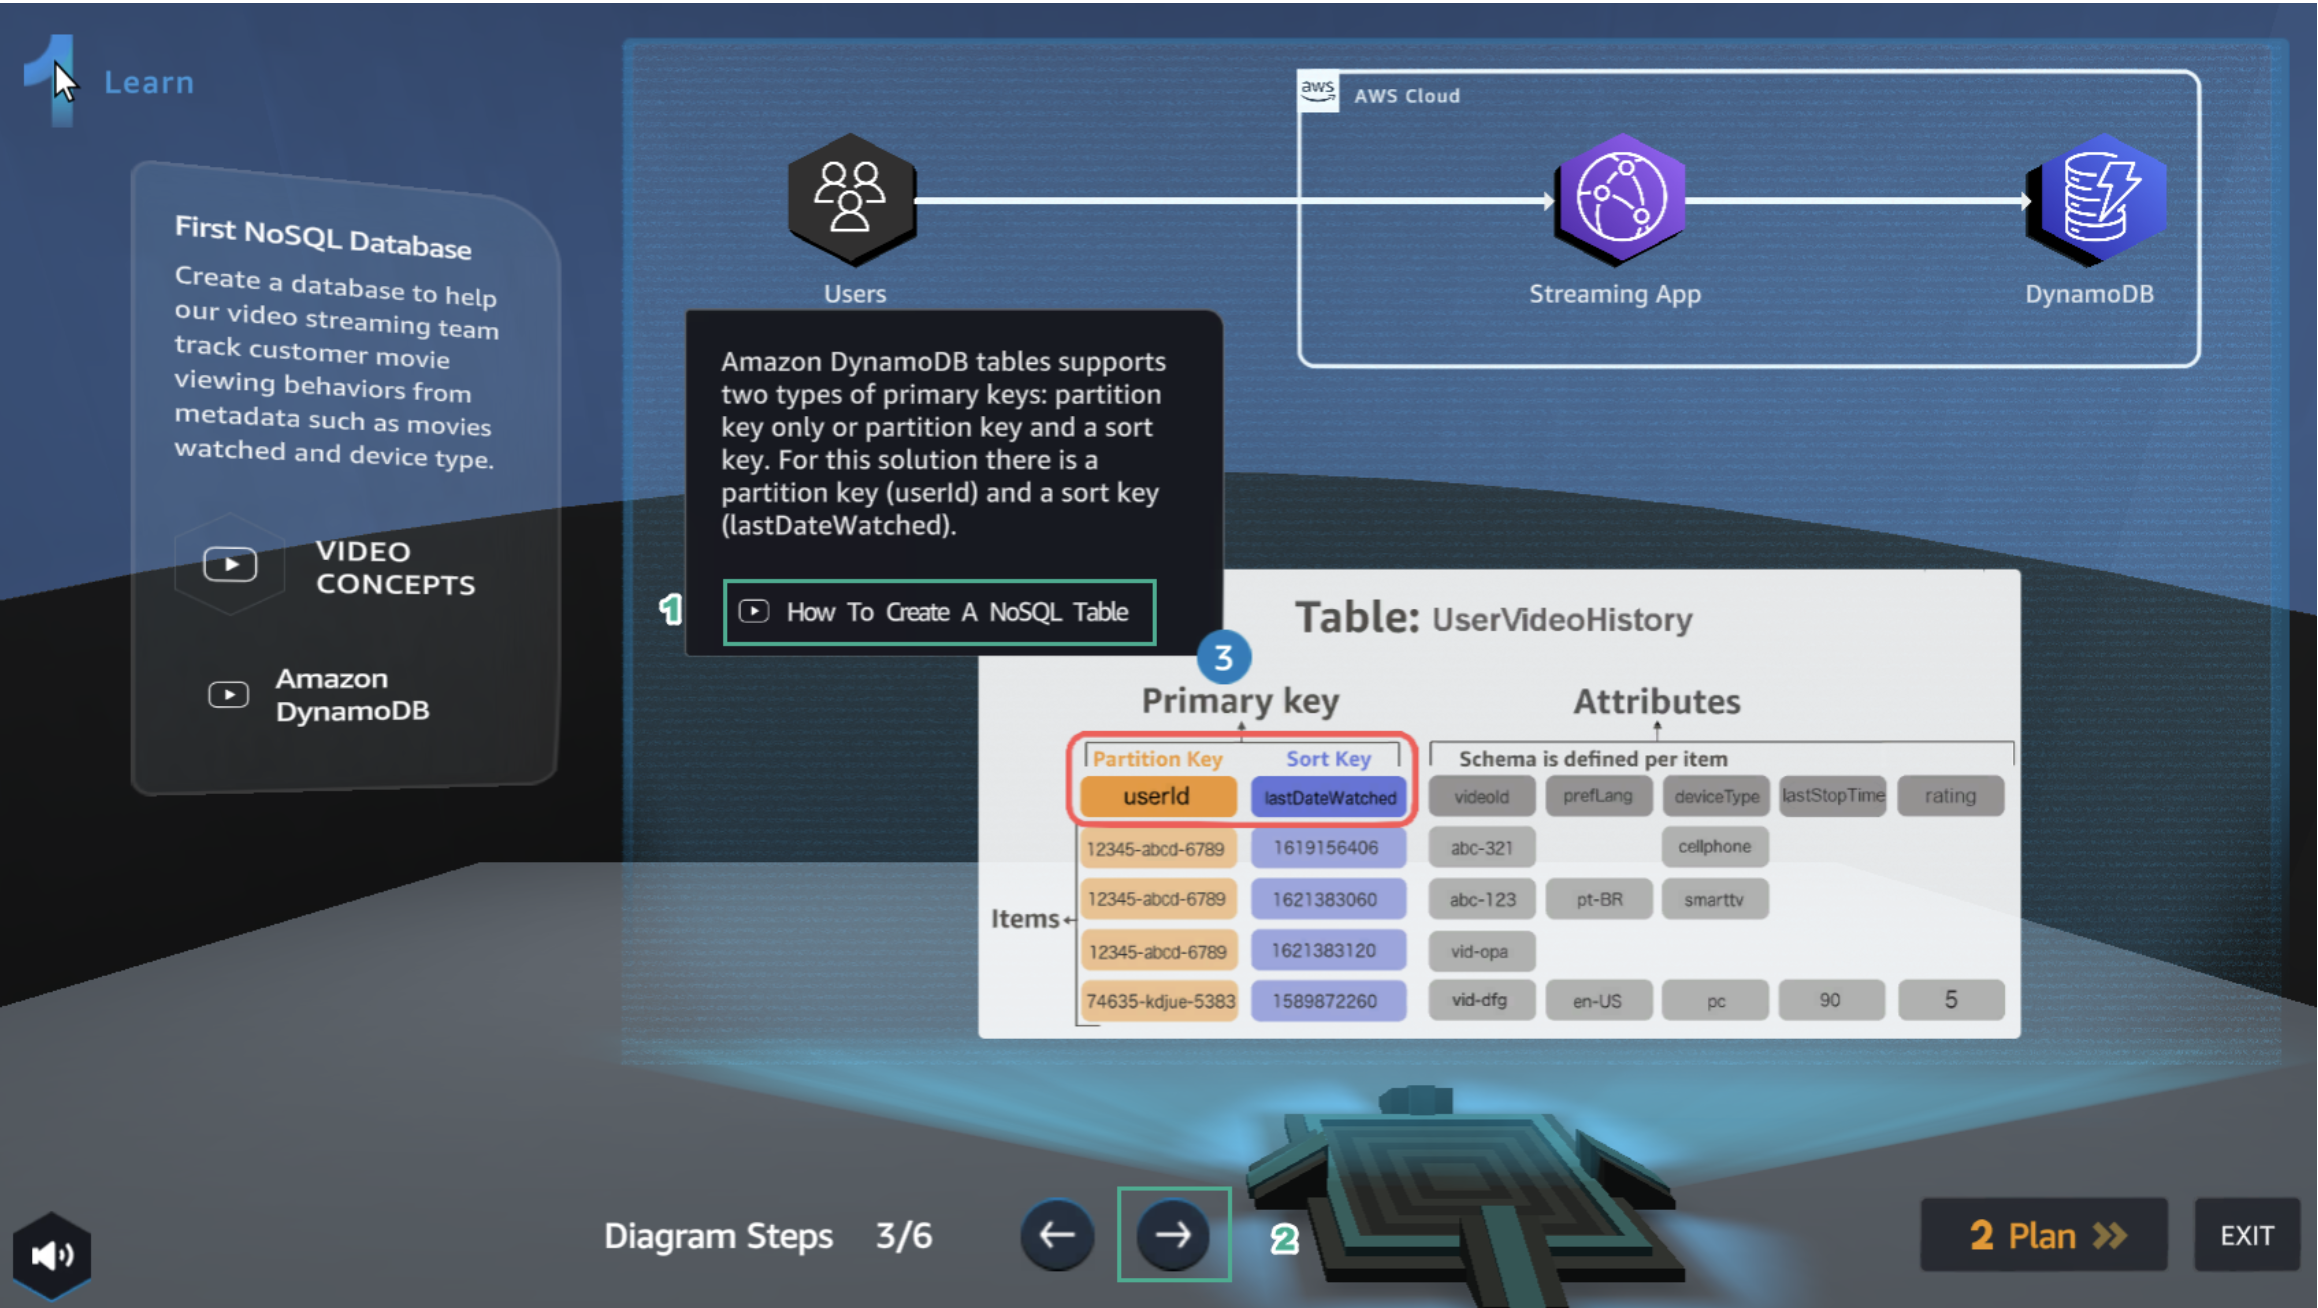 1 Learn
First NoSQL Database
Create a database to help
our video streaming team
track customer movie
viewing behaviors from
metadata such as movies
watched and device type.
VIDEO
CONCEPTS
Amazon
DynamoDB
aws
AWS Cloud
Users
Streaming App
DynamoDB
Amazon DynamoDB tables supports
two types of primary keys: partition
key only or partition key and a sort
key. For this solution there is a
partition key (userId) and a sort key
(lastDateWatched).
1
How To Create A NoSQL Table
3
Table: UserVideoHistory
Primary key
Attributes
Partition Key Sort Key Schema is defined per item
userId lastDateWatched videoId prefLang deviceType lastStopTime rating
12345-abcd-6789 1619156406 abc-321 cellphone
12345-abcd-6789 1621383060 abc-123 pt-BR smarttv
Items
12345-abcd-6789 1621383120 vid-opa
74635-kdjue-5383 1589872260 vid-dfg en-US pc 90 5
Diagram Steps 3/6
2
2 Plan
EXIT